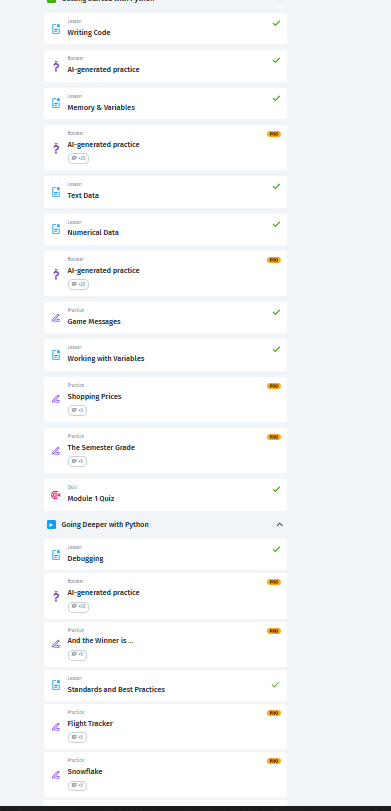 Getting Started with Python
Lesson
Writing Code
Booster
AI-generated practice
Lesson
Memory & Variables
Booster
PRO
AI-generated practice
XP +20
Lesson
Text Data
Lesson
Numerical Data
Booster
PRO
AI-generated practice
XP +20
Practice
Game Messages
Lesson
Working with Variables
Practice
PRO
Shopping Prices
XP +5
Practice
PRO
The Semester Grade
XP +5
Quiz
Module 1 Quiz
Going Deeper with Python
Lesson
Debugging
Booster
PRO
AI-generated practice
XP +20
Practice
PRO
And the Winner is ...
XP +5
Lesson
Standards and Best Practices
Practice
PRO
Flight Tracker
XP +5
Practice
PRO
Snowflake
XP +5